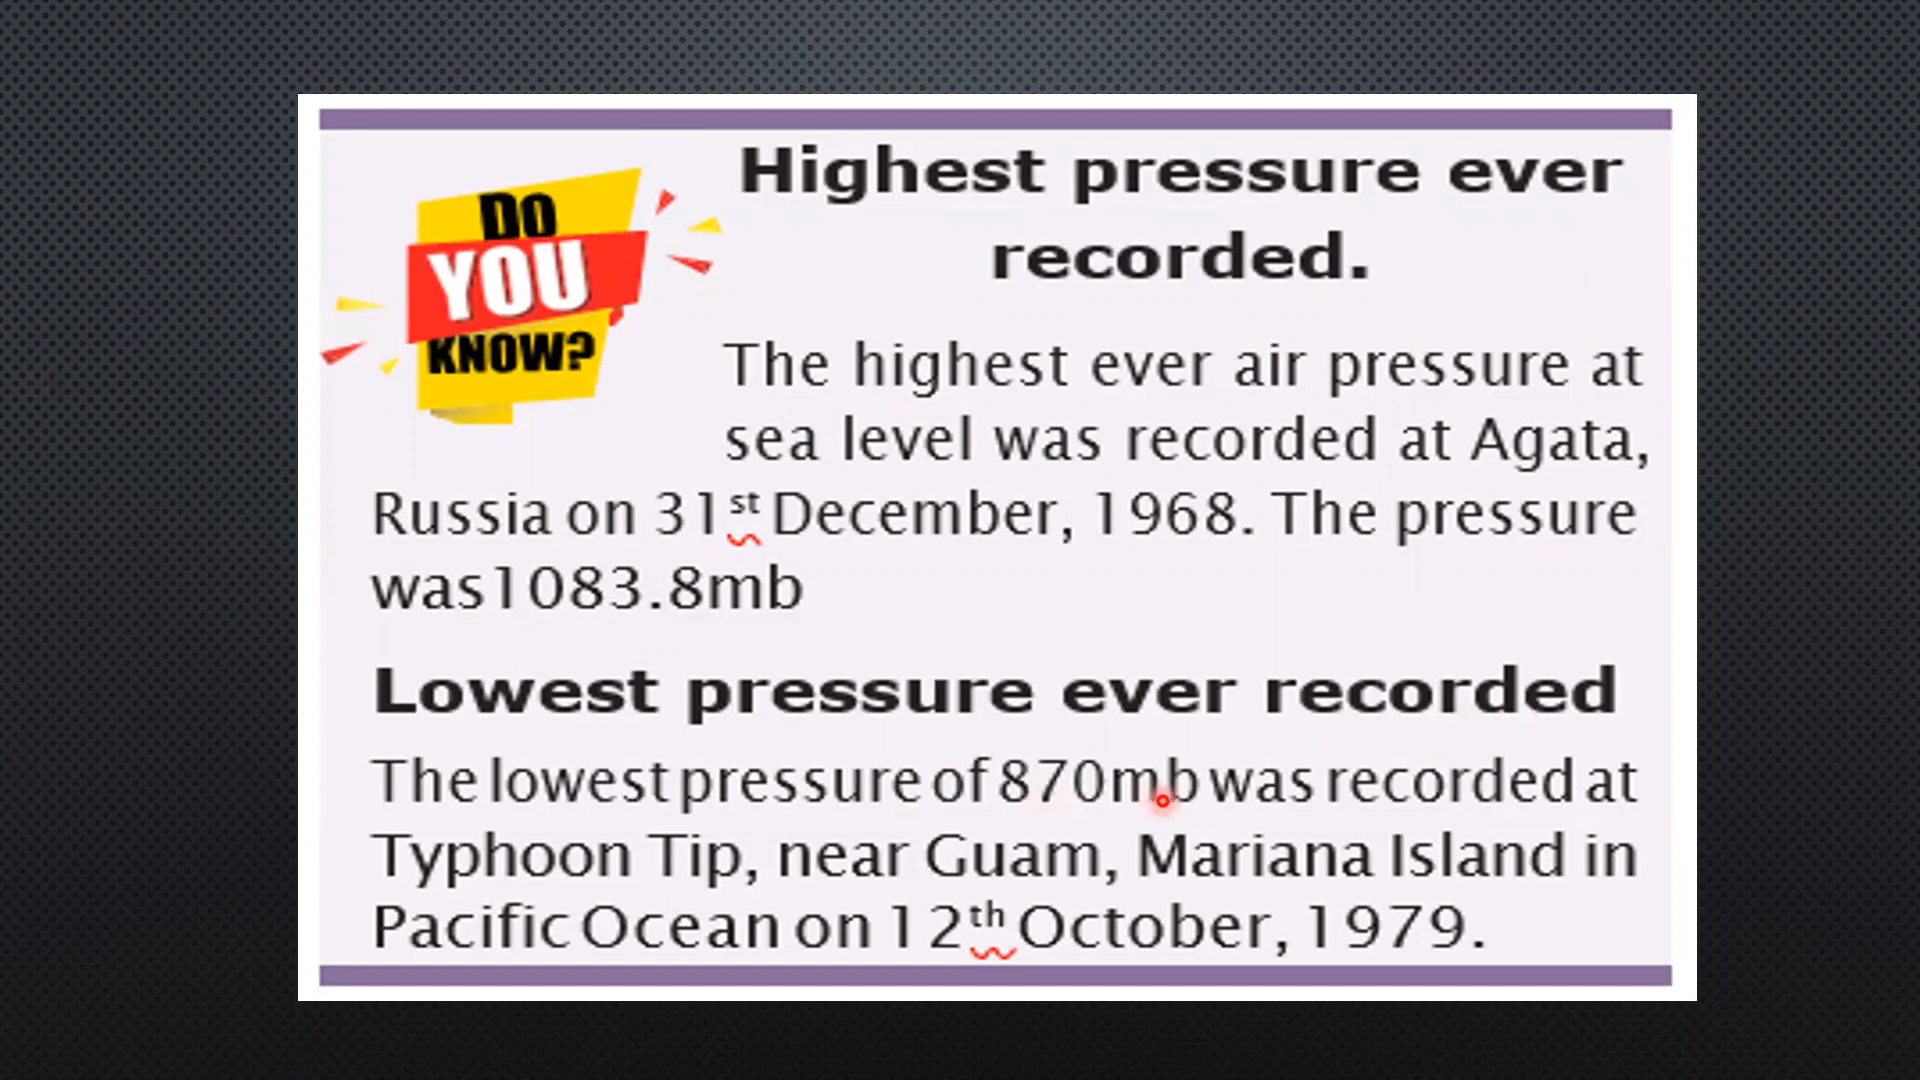 DO
YOU
KNOW?
Highest pressure ever
recorded.
The highest ever air pressure at
sea level was recorded at Agata,
Russia on 31st December, 1968. The pressure
was1083.8mb
Lowest pressure ever recorded
The lowest pressure of 870mb was recorded at
Typhoon Tip, near Guam, Mariana Island in
Pacific Ocean on 12th October, 1979.